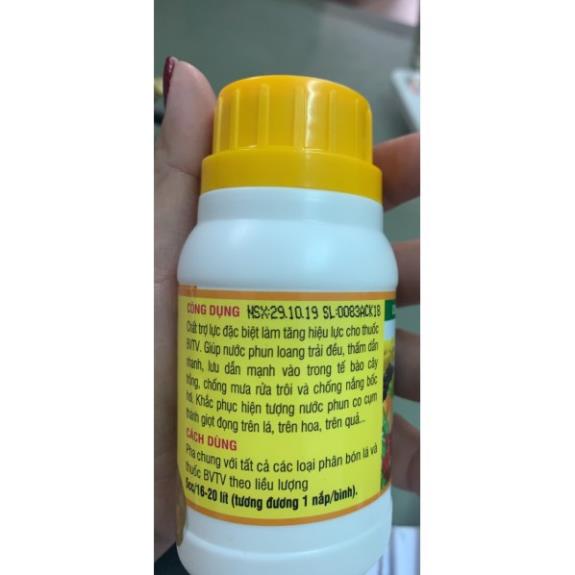 CÔNG DỤNG NSX:29.10.19 SL:0083ACK18
Chất trợ lực đặc biệt làm tăng hiệu lực cho thuốc
BVTV. Giúp nước phun loang trải đều, thấm dẫn
nhanh, lưu dẫn mạnh vào trong tế bào cây
trồng, chống mưa rửa trôi và chống nắng bốc
hơi. Khắc phục hiện tượng nước phun co cụm
thành giọt đọng trên lá, trên hoa, trên quả...
CÁCH DÙNG
Pha chung với tất cả các loại phân bón lá và
thuốc BVTV theo liều lượng
5cc/16-20 lít (tương đương 1 nắp/bình).